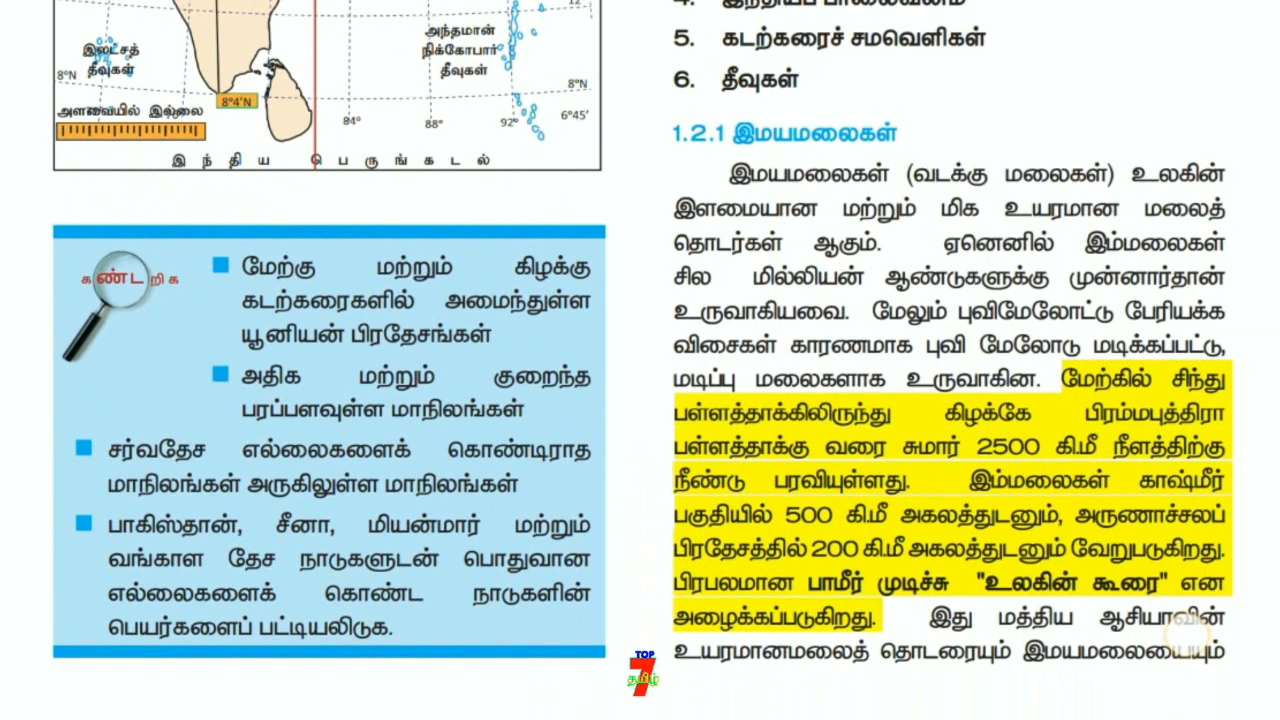 12°
இலட்சத்
தீவுகள்
8°N
அளவையில் இல்லை
8°4'N
அந்தமான்
நிக்கோபார்
தீவுகள்
8°N
84°
88°
92°
6°45'
இந்திய பெருங்கடல்
கண்டறிக
மேற்கு மற்றும் கிழக்கு
கடற்கரைகளில் அமைந்துள்ள
யூனியன் பிரதேசங்கள்
அதிக மற்றும் குறைந்த
பரப்பளவுள்ள மாநிலங்கள்
சர்வதேச எல்லைகளைக் கொண்டிராத
மாநிலங்கள் அருகிலுள்ள மாநிலங்கள்
பாகிஸ்தான், சீனா, மியன்மார் மற்றும்
வங்காள தேச நாடுகளுடன் பொதுவான
எல்லைகளைக் கொண்ட நாடுகளின்
பெயர்களைப் பட்டியலிடுக.
4. இந்தியப் பாலைவனம்
5. கடற்கரைச் சமவெளிகள்
6. தீவுகள்
1.2.1 இமயமலைகள்
இமயமலைகள் (வடக்கு மலைகள்) உலகின்
இளமையான மற்றும் மிக உயரமான மலைத்
தொடர்கள் ஆகும். ஏனெனில் இம்மலைகள்
சில மில்லியன் ஆண்டுகளுக்கு முன்னார்தான்
உருவாகியவை. மேலும் புவிமேலோட்டு பேரியக்க
விசைகள் காரணமாக புவி மேலோடு மடிக்கப்பட்டு,
மடிப்பு மலைகளாக உருவாகின. மேற்கில் சிந்து
பள்ளத்தாக்கிலிருந்து கிழக்கே பிரம்மபுத்திரா
பள்ளத்தாக்கு வரை சுமார் 2500 கி.மீ நீளத்திற்கு
நீண்டு பரவியுள்ளது. இம்மலைகள் காஷ்மீர்
பகுதியில் 500 கி.மீ அகலத்துடனும், அருணாச்சலப்
பிரதேசத்தில் 200 கி.மீ அகலத்துடனும் வேறுபடுகிறது.
பிரபலமான பாமீர் முடிச்சு "உலகின் கூரை" என
அழைக்கப்படுகிறது. இது மத்திய ஆசியாவின்
உயரமானமலைத் தொடரையும் இமயமலையையும்
TOP
7
தமிழ்